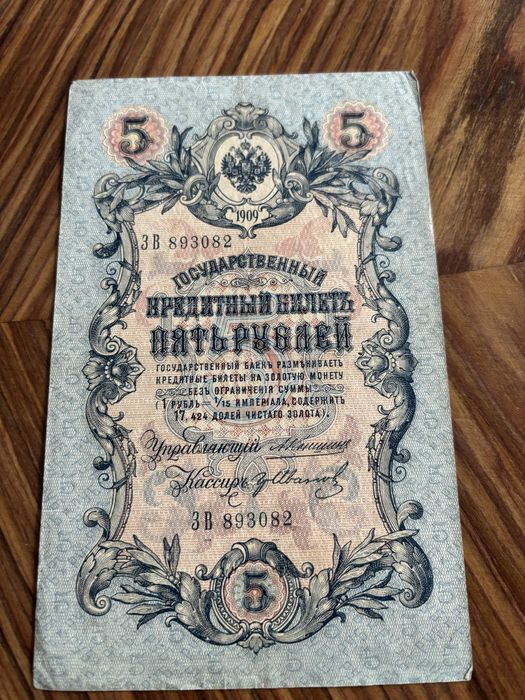 5 5
1909
ЗВ 893082
ГОСУДАРСТВЕННЫЙ
КРЕДИТНЫЙ БИЛЕТЪ
ПЯТЬ РУБЛЕЙ
ГОСУДАРСТВЕННЫЙ БАНКЪ РАЗМѢНИВАЕТЪ
КРЕДИТНЫЕ БИЛЕТЫ НА ЗОЛОТУЮ МОНЕТУ
БЕЗЪ ОГРАНИЧЕНІЯ СУММЫ
(1 РУБЛЬ = 1/15 ИМПЕРІАЛА, СОДЕРЖИТЪ
17,424 ДОЛЕЙ ЧИСТАГО ЗОЛОТА).
Управляющій
Кассиръ
ЗВ 893082
5